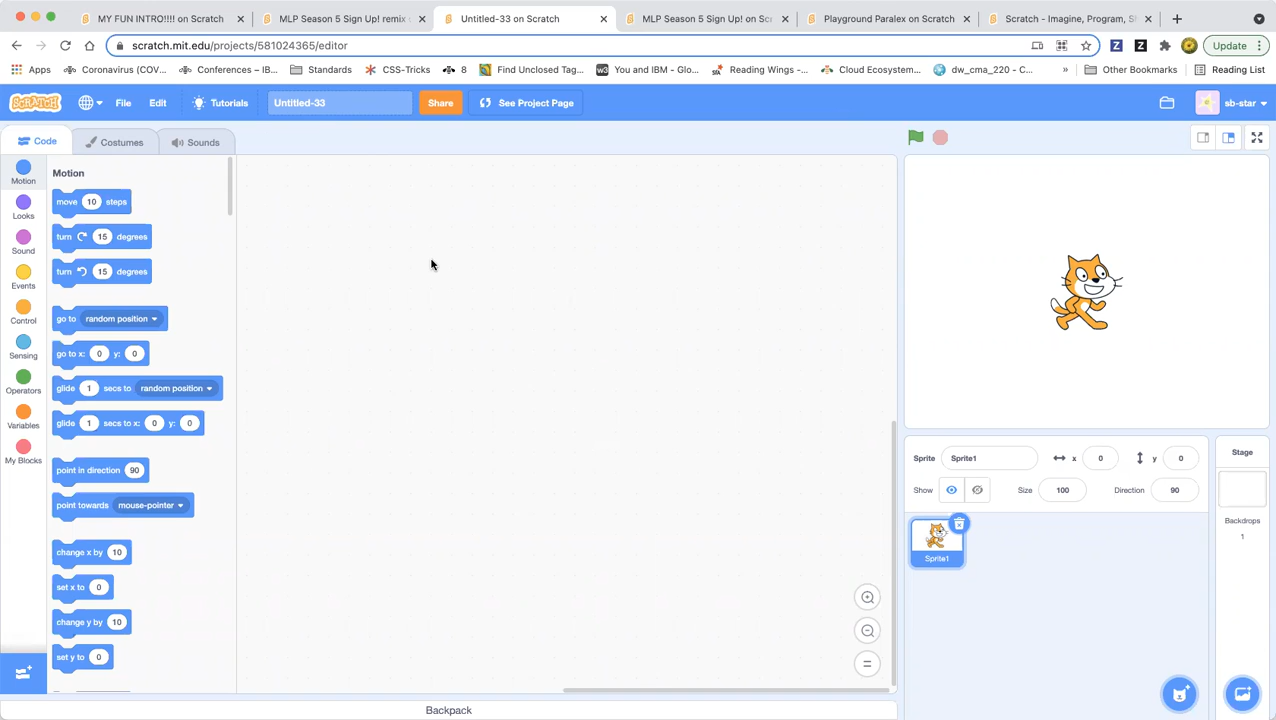 MY FUN INTRO!!!! on Scratch
MLP Season 5 Sign Up! remix o
Untitled-33 on Scratch
MLP Season 5 Sign Up! on Sc
Playground Paralex on Scratch
Scratch - Imagine, Program, Sh
scratch.mit.edu/projects/581024365/editor
Update
Apps
Coronavirus (COV...
Conferences – IB...
Standards
CSS-Tricks
8
Find Unclosed Tag...
w3
You and IBM - Glo...
Reading Wings -...
Cloud Ecosystem...
dw_cma_220 - C...
»
Other Bookmarks
Reading List
SCRATCH
File
Edit
Tutorials
Untitled-33
Share
See Project Page
sb-star
Code
Costumes
Sounds
Motion
Looks
Sound
Events
Control
Sensing
Operators
Variables
My Blocks
Motion
move 10 steps
turn 15 degrees
turn 15 degrees
go to random position
go to x: 0 y: 0
glide 1 secs to random position
glide 1 secs to x: 0 y: 0
point in direction 90
point towards mouse-pointer
change x by 10
set x to 0
change y by 10
set y to 0
Backpack
Sprite Sprite1 x 0 y 0
Show Size 100 Direction 90
Sprite1
Stage
Backdrops
1